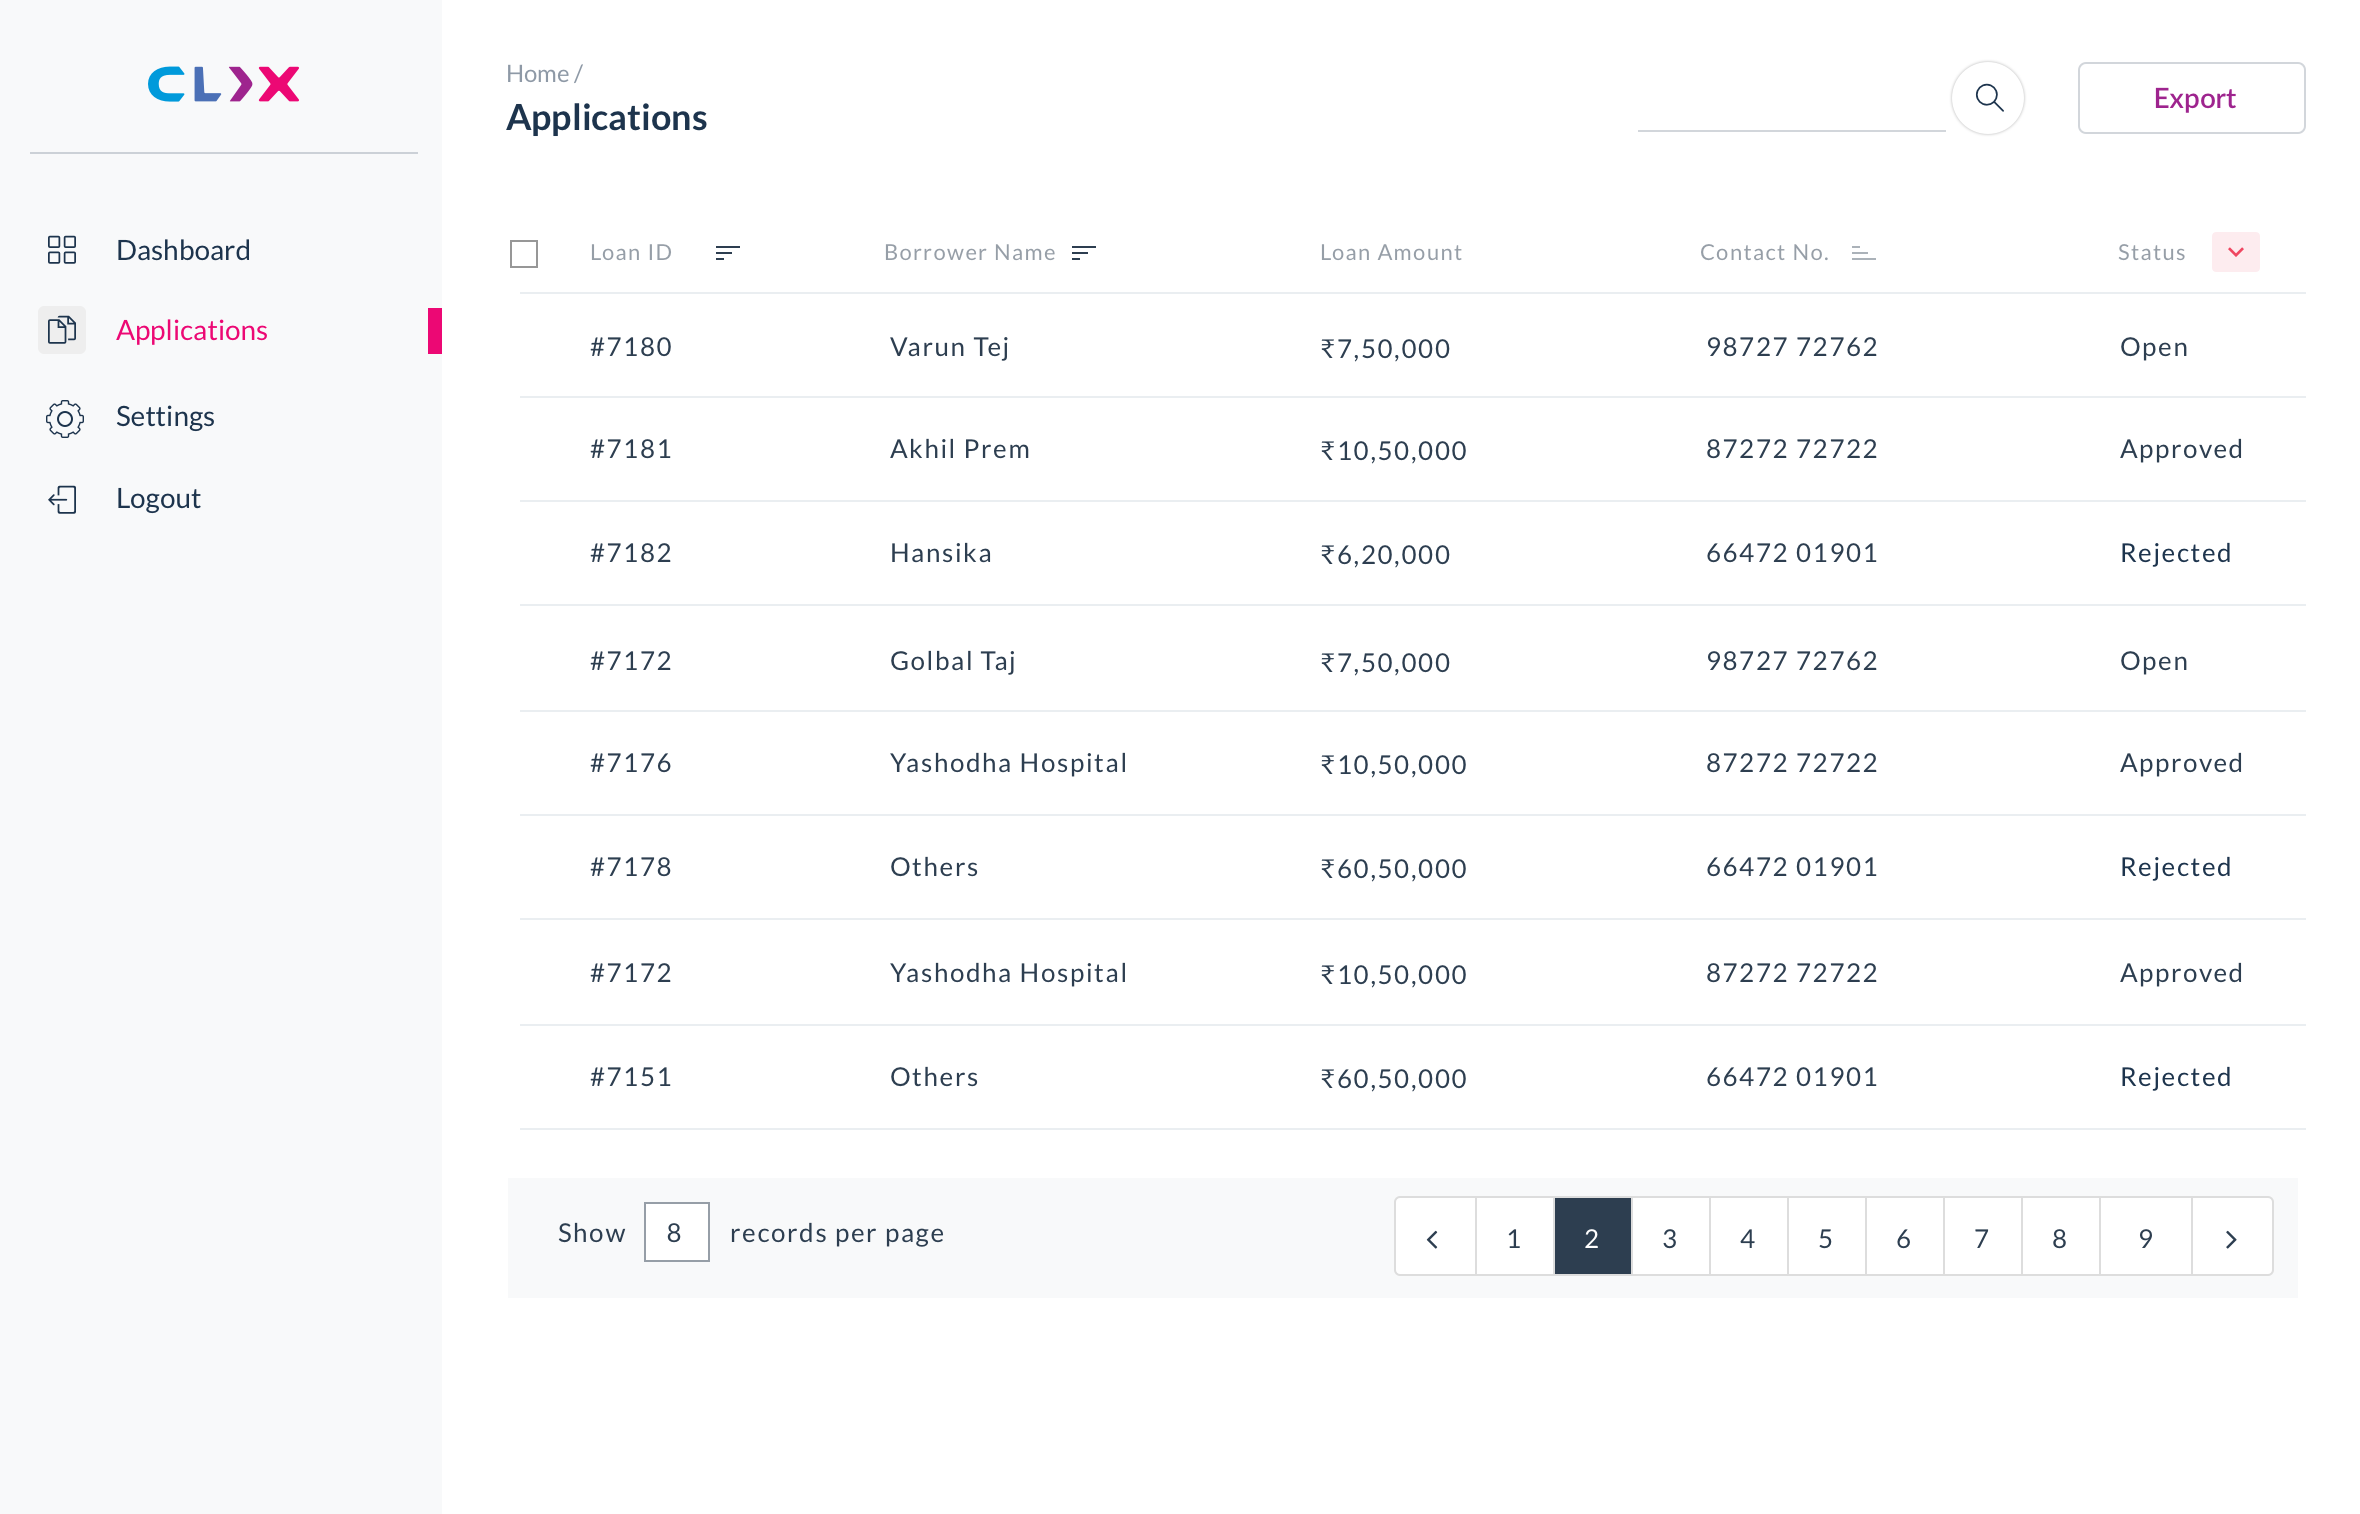 CLIX
Dashboard
Applications
Settings
Logout
Home /
Applications
Export
Loan ID Borrower Name Loan Amount Contact No. Status
#7180 Varun Tej ₹7,50,000 98727 72762 Open
#7181 Akhil Prem ₹10,50,000 87272 72722 Approved
#7182 Hansika ₹6,20,000 66472 01901 Rejected
#7172 Golbal Taj ₹7,50,000 98727 72762 Open
#7176 Yashodha Hospital ₹10,50,000 87272 72722 Approved
#7178 Others ₹60,50,000 66472 01901 Rejected
#7172 Yashodha Hospital ₹10,50,000 87272 72722 Approved
#7151 Others ₹60,50,000 66472 01901 Rejected
Show 8 records per page
1 2 3 4 5 6 7 8 9